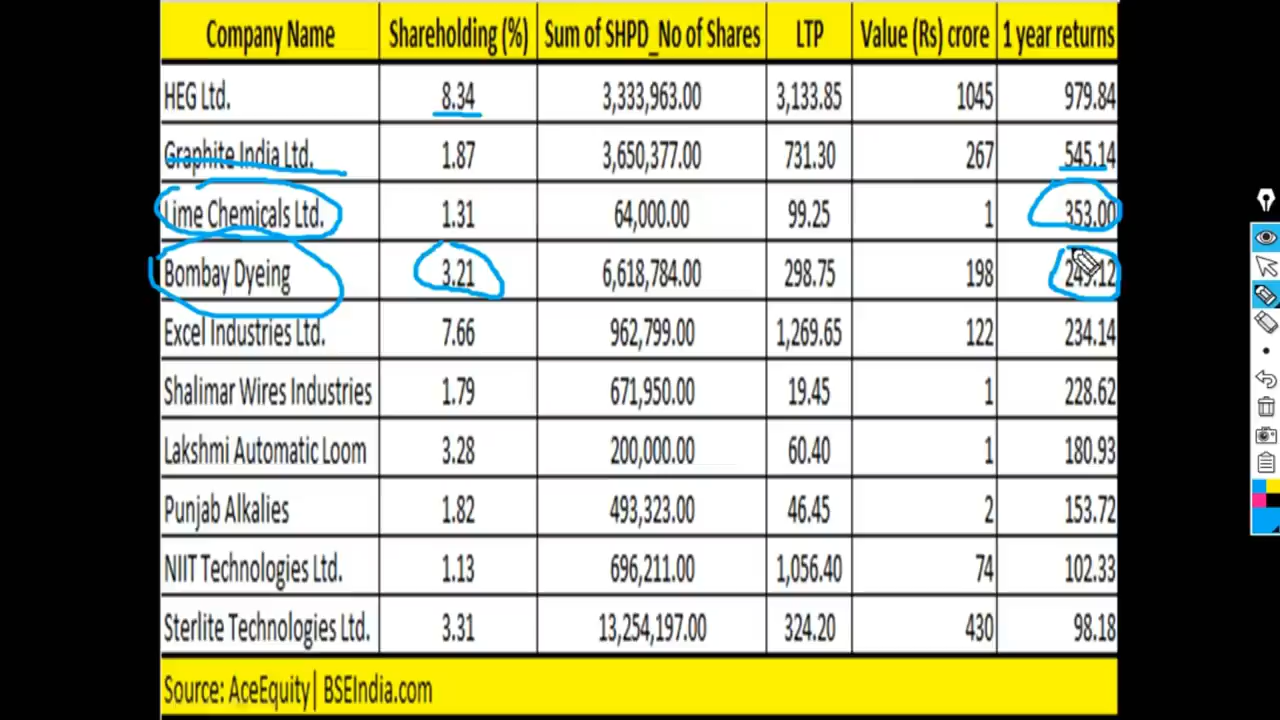 Company Name Shareholding (%) Sum of SHPD_No of Shares LTP Value (Rs) crore 1 year returns
HEG Ltd. 8.34 3,333,963.00 3,133.85 1045 979.84
Graphite India Ltd. 1.87 3,650,377.00 731.30 267 545.14
Lime Chemicals Ltd. 1.31 64,000.00 99.25 1 353.00
Bombay Dyeing 3.21 6,618,784.00 298.75 198 249.12
Excel Industries Ltd. 7.66 962,799.00 1,269.65 122 234.14
Shalimar Wires Industries 1.79 671,950.00 19.45 1 228.62
Lakshmi Automatic Loom 3.28 200,000.00 60.40 1 180.93
Punjab Alkalies 1.82 493,323.00 46.45 2 153.72
NIIT Technologies Ltd. 1.13 696,211.00 1,056.40 74 102.33
Sterlite Technologies Ltd. 3.31 13,254,197.00 324.20 430 98.18
Source: AceEquity| BSEIndia.com